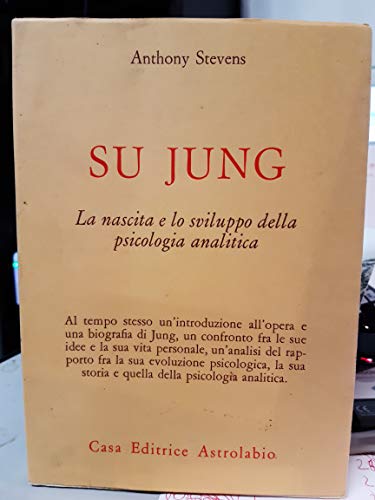 Anthony Stevens
SU JUNG
La nascita e lo sviluppo della
psicologia analitica
Al tempo stesso un'introduzione all'opera e
una biografia di Jung, un confronto fra le sue
idee e la sua vita personale, un'analisi del rap-
porto fra la sua evoluzione psicologica, la sua
storia e quella della psicologia analitica.
Casa Editrice Astrolabio